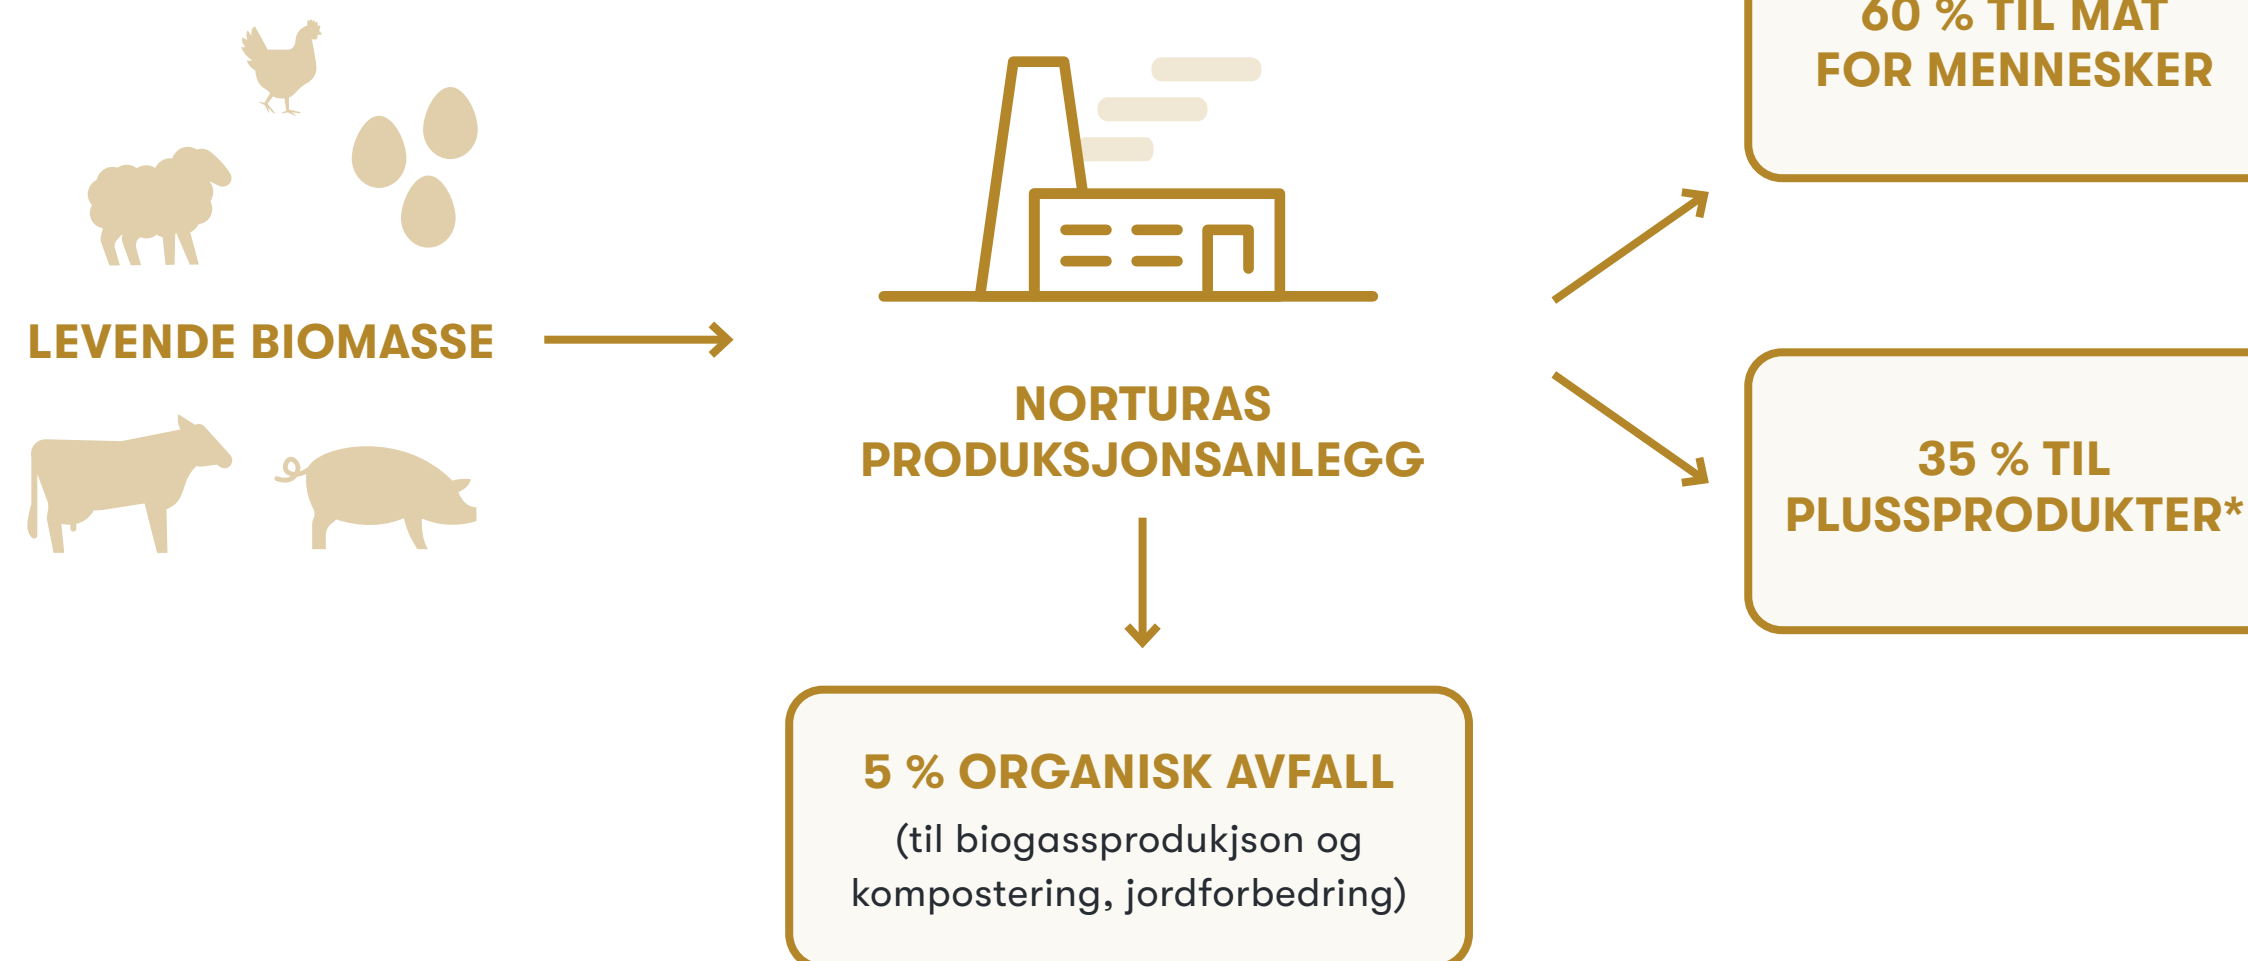 60 % TIL MAT
FOR MENNESKER
LEVENDE BIOMASSE
NORTURAS
PRODUKSJONSANLEGG
35 % TIL
PLUSSPRODUKTER*
5 % ORGANISK AVFALL
(til biogassprodukjson og
kompostering, jordforbedring)